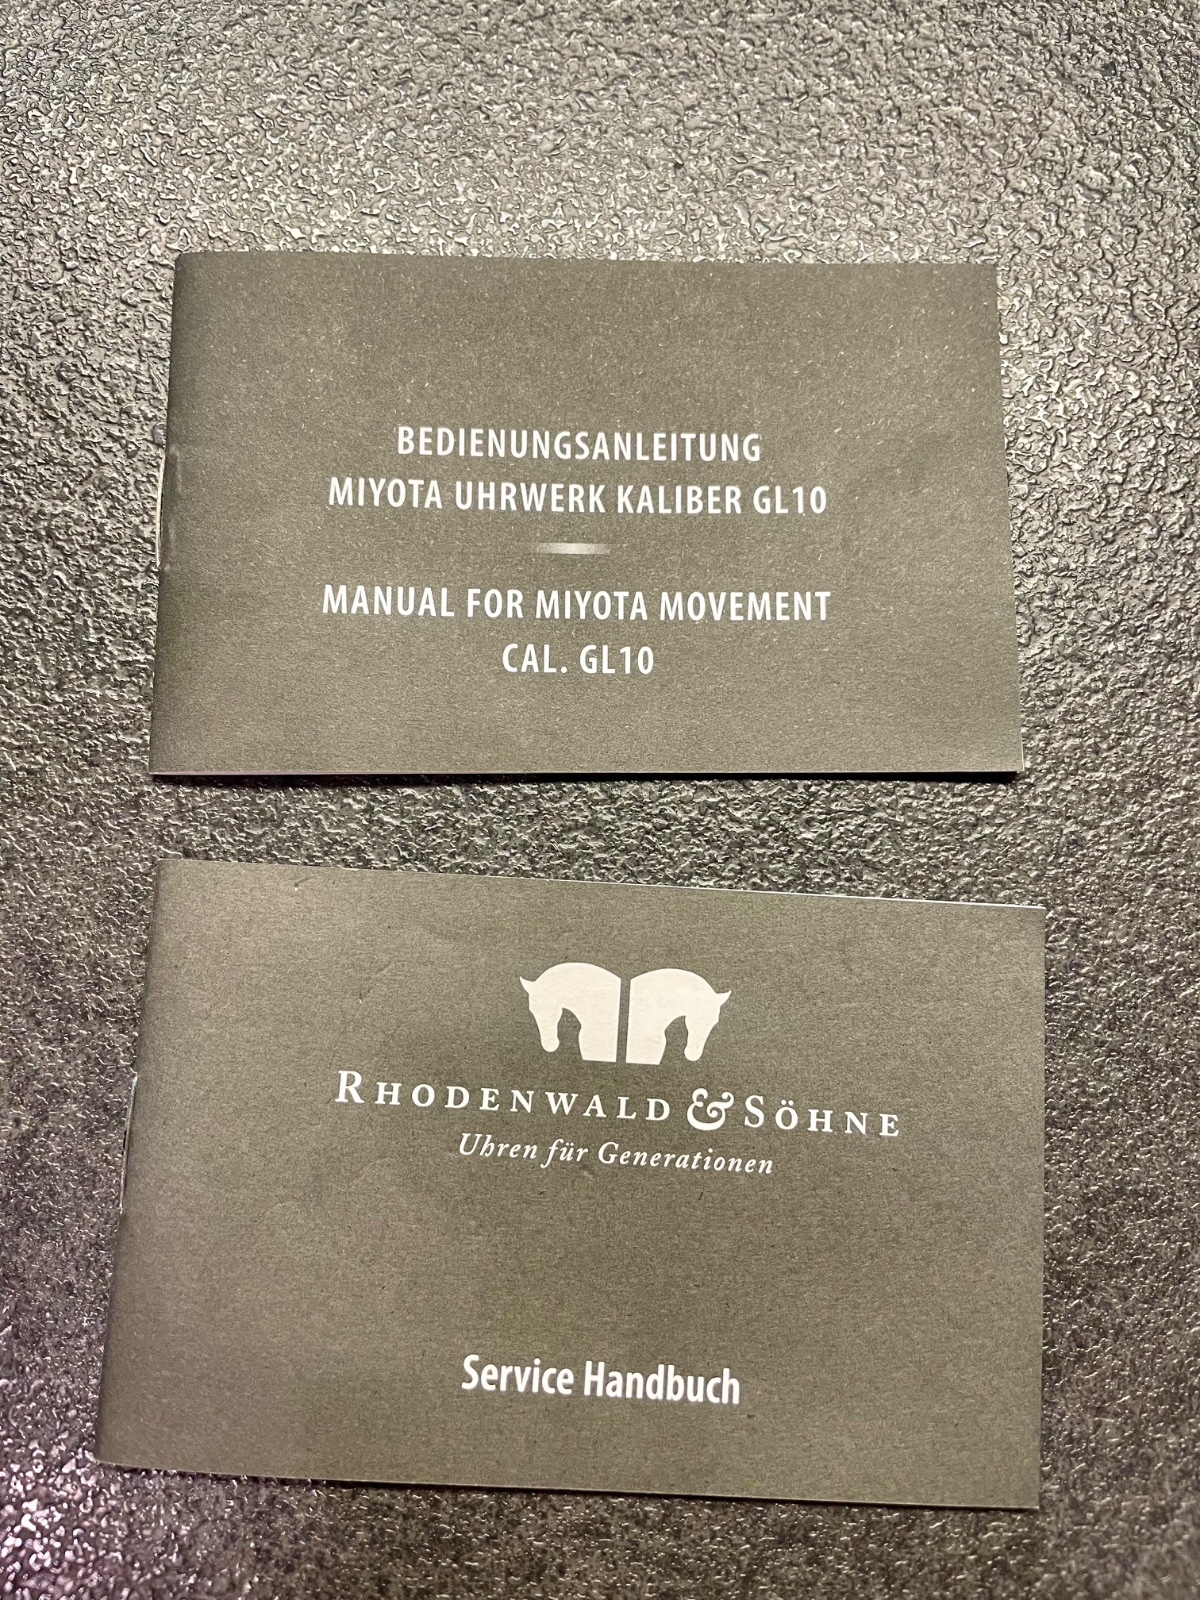 BEDIENUNGSANLEITUNG
MIYOTA UHRWERK KALIBER GL10
MANUAL FOR MIYOTA MOVEMENT
CAL. GL10
RHODENWALD & SÖHNE
Uhren für Generationen
Service Handbuch